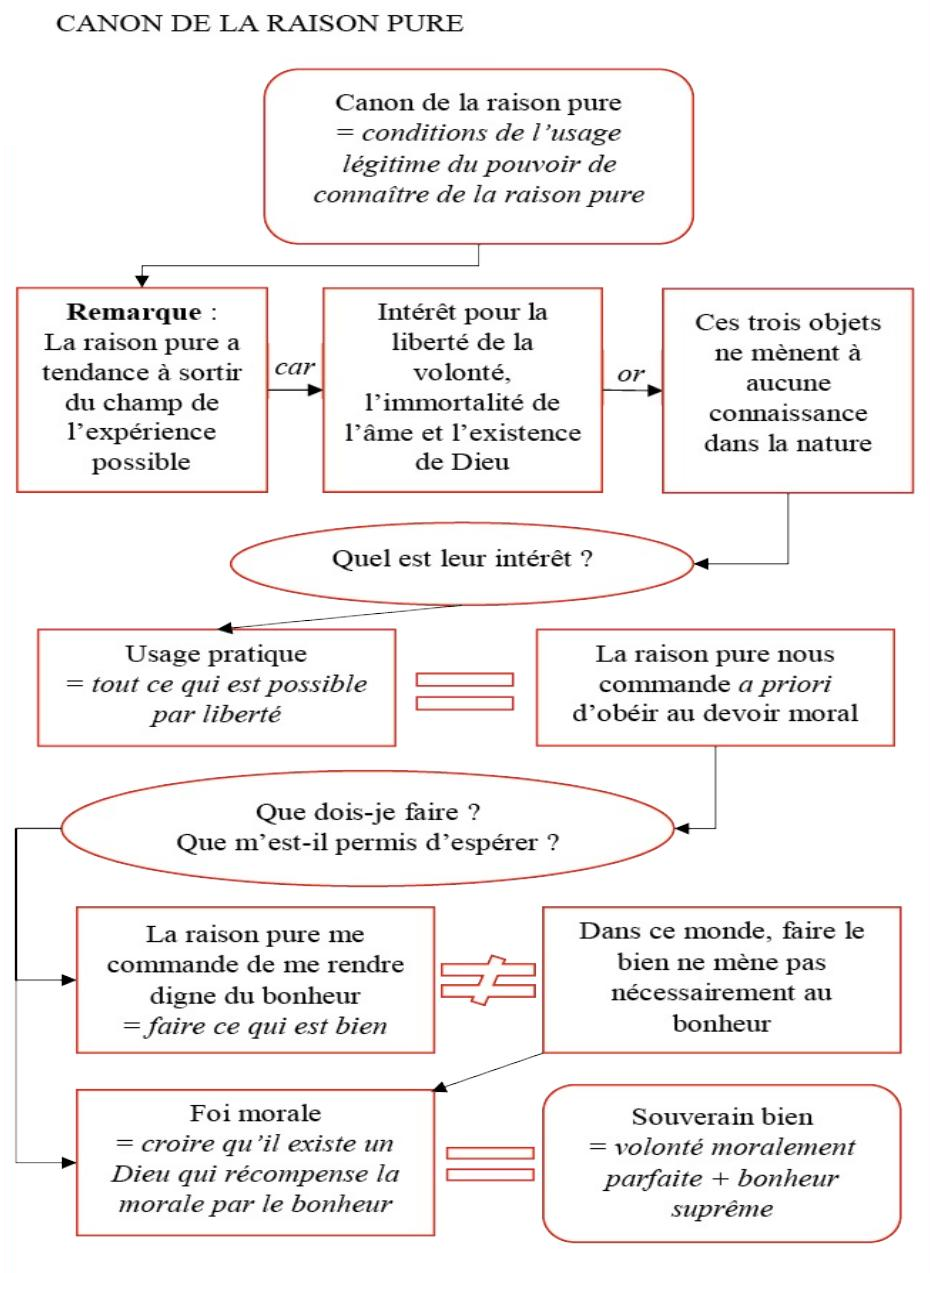 CANON DE LA RAISON PURE
Canon de la raison pure
= conditions de l’usage
légitime du pouvoir de
connaître de la raison pure
Remarque :
La raison pure a
tendance à sortir
du champ de
l’expérience
possible
car
Intérêt pour la
liberté de la
volonté,
l’immortalité de
l’âme et l’existence
de Dieu
or
Ces trois objets
ne mènent à
aucune
connaissance
dans la nature
Quel est leur intérêt ?
Usage pratique
= tout ce qui est possible
par liberté
La raison pure nous
commande a priori
d’obéir au devoir moral
Que dois-je faire ?
Que m’est-il permis d’espérer ?
La raison pure me
commande de me rendre
digne du bonheur
= faire ce qui est bien
Dans ce monde, faire le
bien ne mène pas
nécessairement au
bonheur
Foi morale
= croire qu’il existe un
Dieu qui récompense la
morale par le bonheur
Souverain bien
= volonté moralement
parfaite + bonheur
suprême